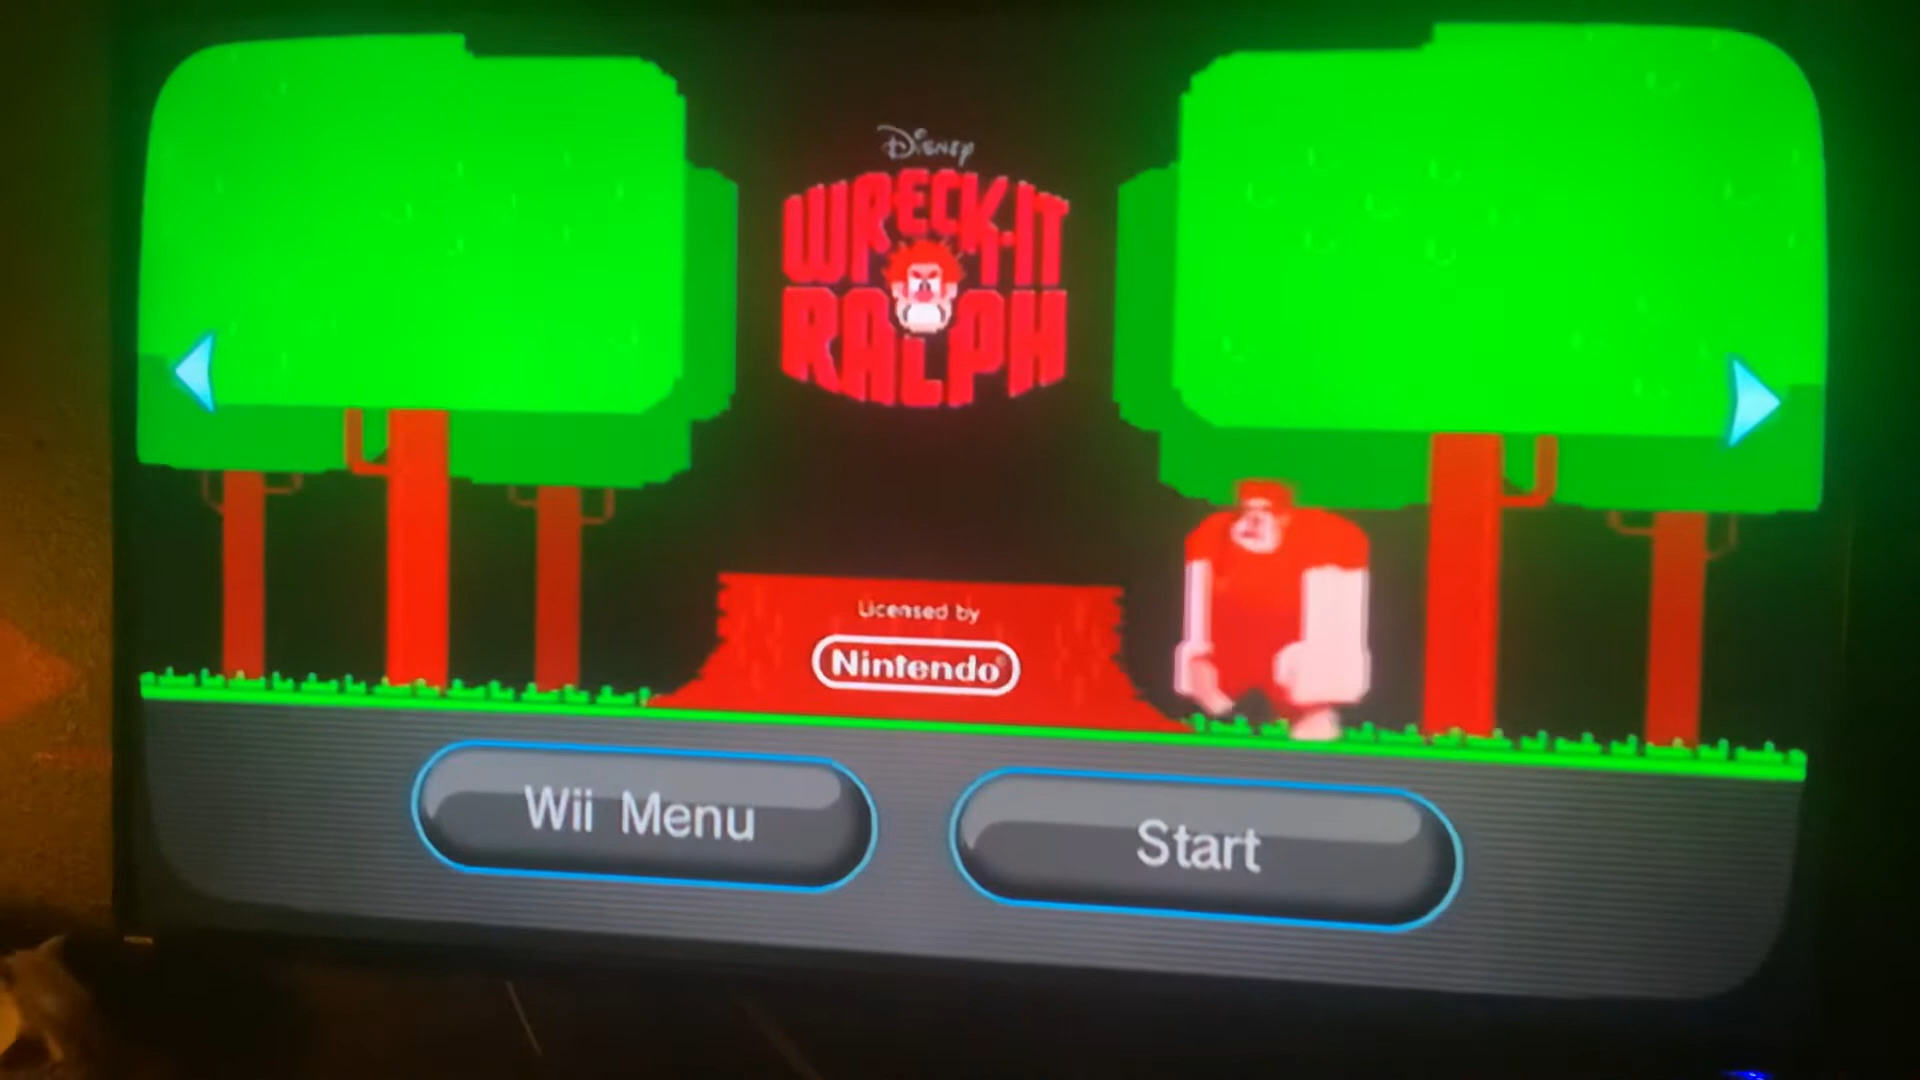 Disney
WRECK-IT
RALPH
Licensed by
Nintendo
Wii Menu
Start